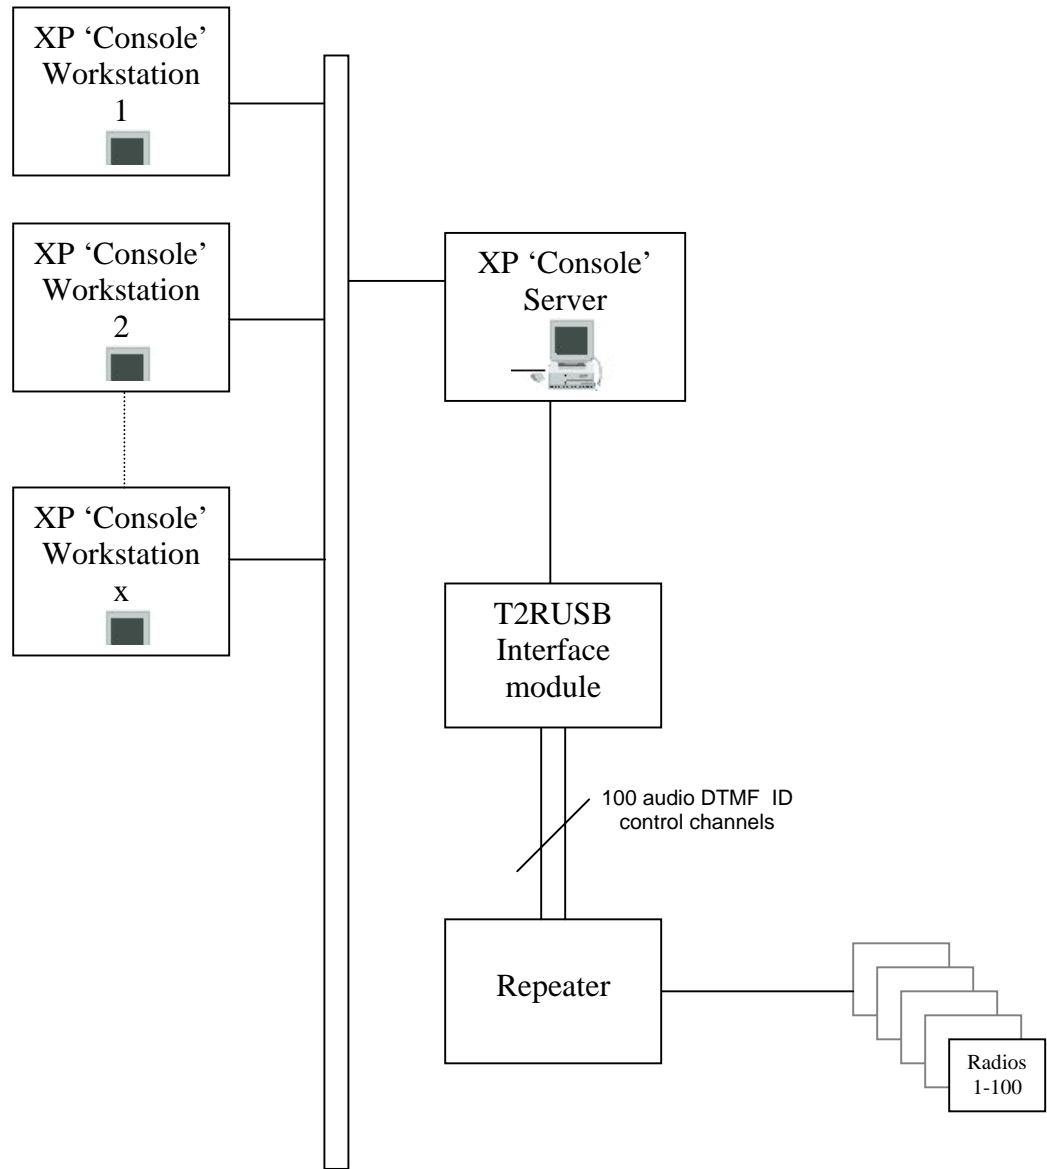 XP ‘Console’
Workstation
1
XP ‘Console’
Workstation
2
XP ‘Console’
Server
XP ‘Console’
Workstation
x
T2RUSB
Interface
module
100 audio DTMF  ID
control channels
Repeater
Radios
1-100